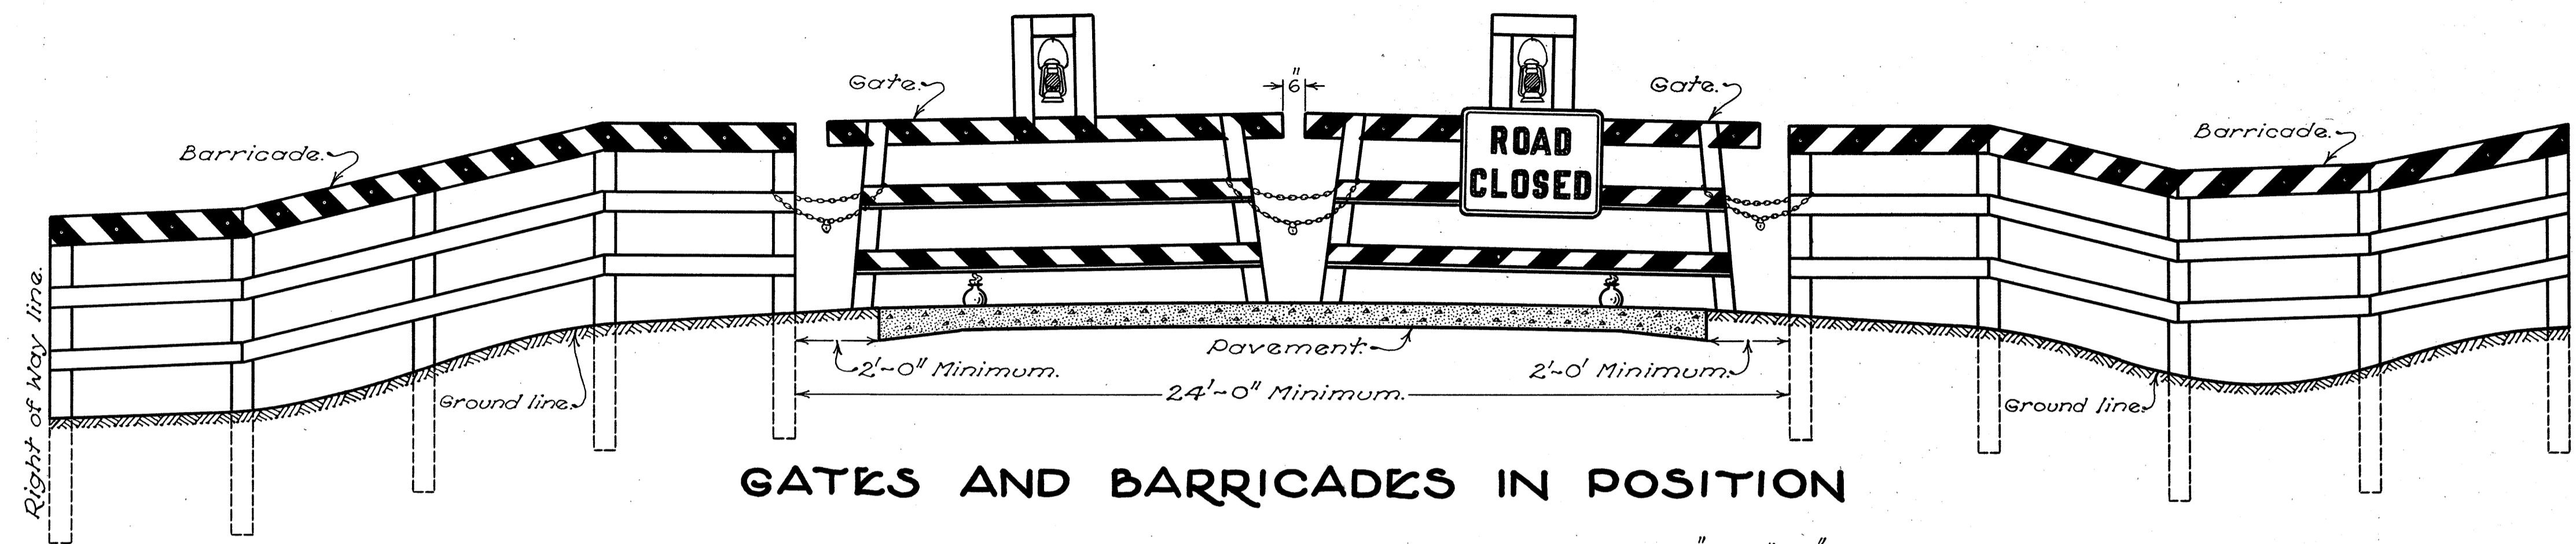 6"
Gate.
Gate.
Barricade.
Barricade.
ROAD
CLOSED
Right of Way line.
Pavement.
2'~0" Minimum.
2'~0' Minimum.
24'~0" Minimum.
Ground line.
Ground line.
GATES AND BARRICADES IN POSITION